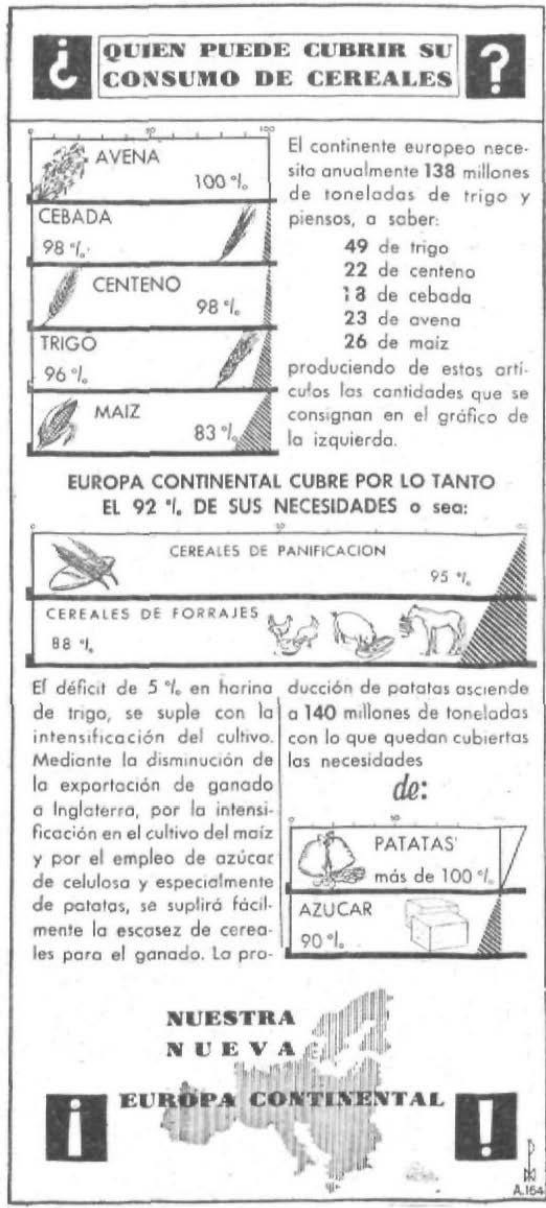 ¿ QUIEN PUEDE CUBRIR SU ?
CONSUMO DE CEREALES
0 50 100
AVENA
100 %
CEBADA
98 %
CENTENO
98 %
TRIGO
96 %
MAIZ
83 %
El continente europeo nece-
sita anualmente 138 millones
de toneladas de trigo y
piensos, a saber:
49 de trigo
22 de centeno
18 de cebada
23 de avena
26 de maíz
produciendo de estos artí-
culos las cantidades que se
consignan en el gráfico de
la izquierda.
EUROPA CONTINENTAL CUBRE POR LO TANTO
EL 92 % DE SUS NECESIDADES o sea:
CEREALES DE PANIFICACION
95 %
CEREALES DE FORRAJES
88 %
El déficit de 5 % en harina
de trigo, se suple con la
intensificación del cultivo.
Mediante la disminución de
la exportación de ganado
a Inglaterra, por la intensi-
ficación en el cultivo del maíz
y por el empleo de azúcar
de celulosa y especialmente
de patatas, se suplirá fácil-
mente la escasez de cerea-
les para el ganado. La pro-
ducción de patatas asciende
a 140 millones de toneladas
con lo que quedan cubiertas
las necesidades
de:
PATATAS
más de 100 %
AZUCAR
90 %
NUESTRA
NUEVA
¡ EUROPA CONTINENTAL !
A.164